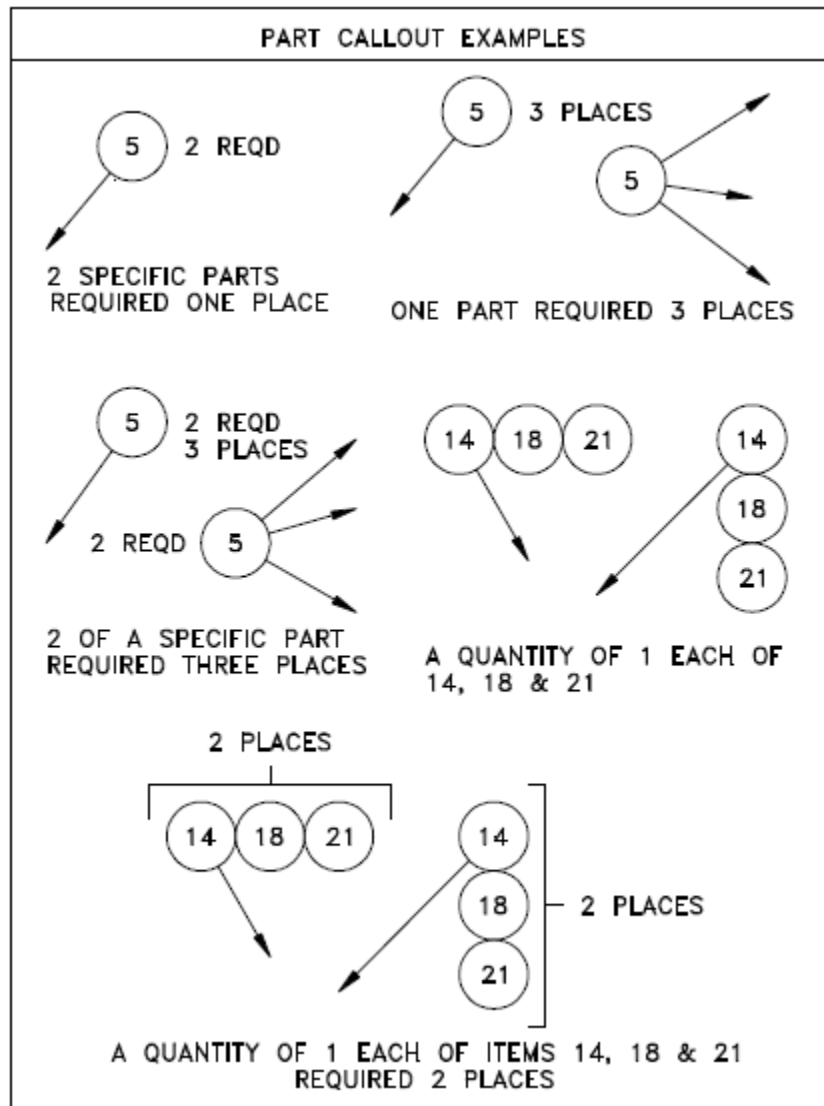 PART CALLOUT EXAMPLES
5 2 REQD
2 SPECIFIC PARTS
REQUIRED ONE PLACE
5 3 PLACES
5
ONE PART REQUIRED 3 PLACES
5 2 REQD
3 PLACES
2 REQD 5
2 OF A SPECIFIC PART
REQUIRED THREE PLACES
14 18 21
14
18
21
A QUANTITY OF 1 EACH OF
14, 18 & 21
2 PLACES
14 18 21
14
18
21
2 PLACES
A QUANTITY OF 1 EACH OF ITEMS 14, 18 & 21
REQUIRED 2 PLACES